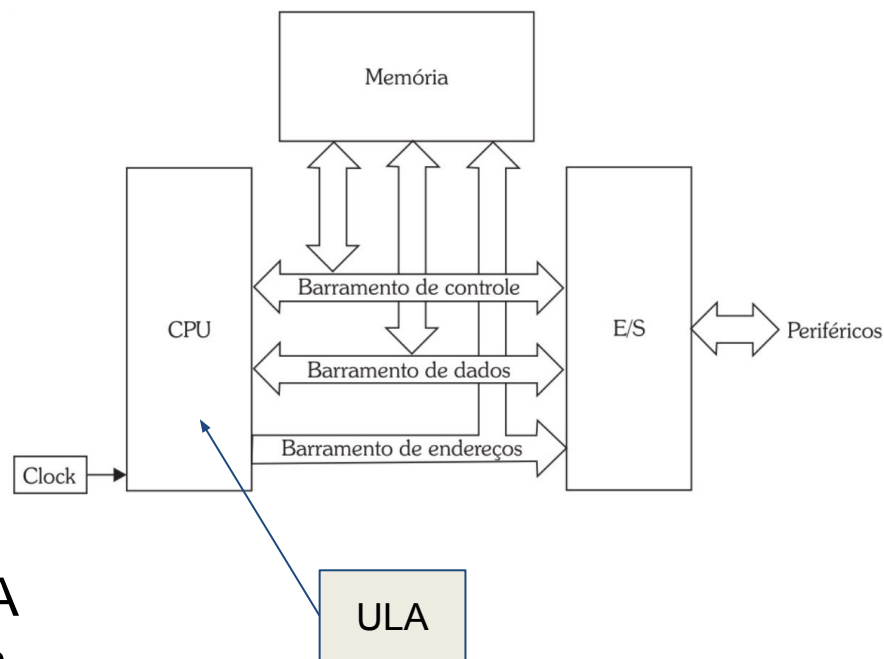 Memória
Barramento de controle
CPU
E/S
Periféricos
Barramento de dados
Barramento de endereços
Clock
A
ULA